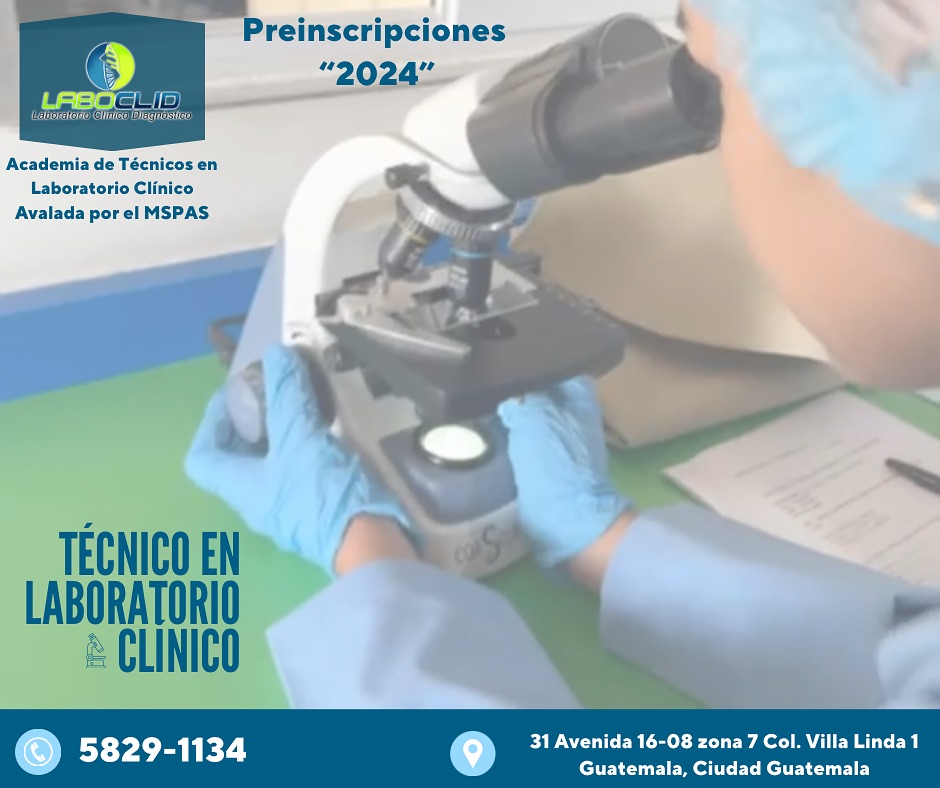 Preinscripciones
“2024”
LABOCLID
Laboratorio Clínico Diagnóstico
Academia de Técnicos en
Laboratorio Clínico
Avalada por el MSPAS
TÉCNICO EN
LABORATORIO
CLÍNICO
5829-1134
31 Avenida 16-08 zona 7 Col. Villa Linda 1
Guatemala, Ciudad Guatemala